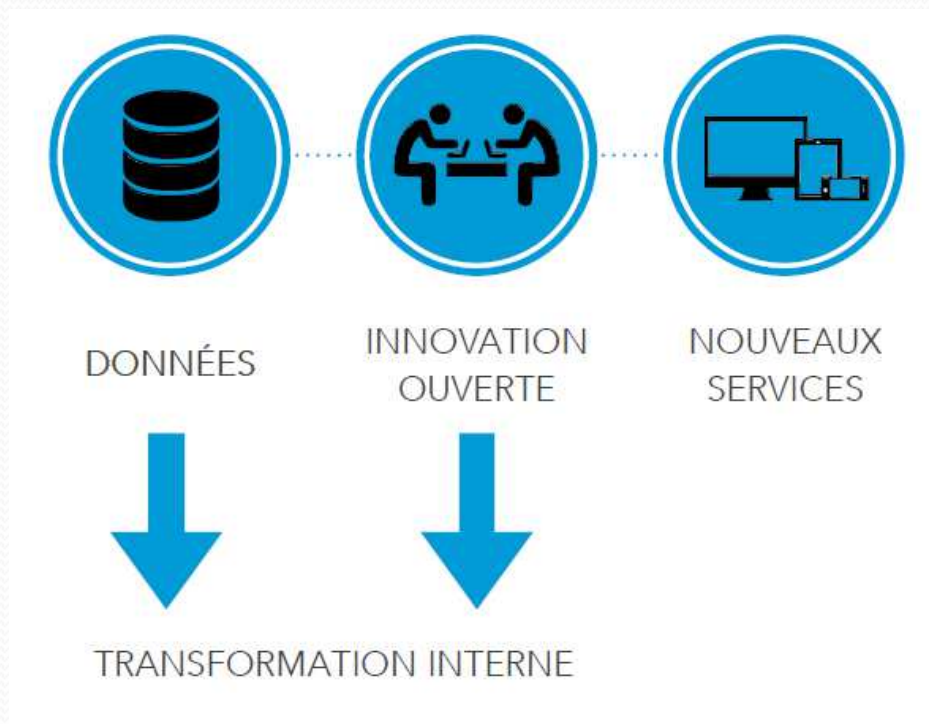 DONNÉES
INNOVATION
OUVERTE
NOUVEAUX
SERVICES
TRANSFORMATION INTERNE